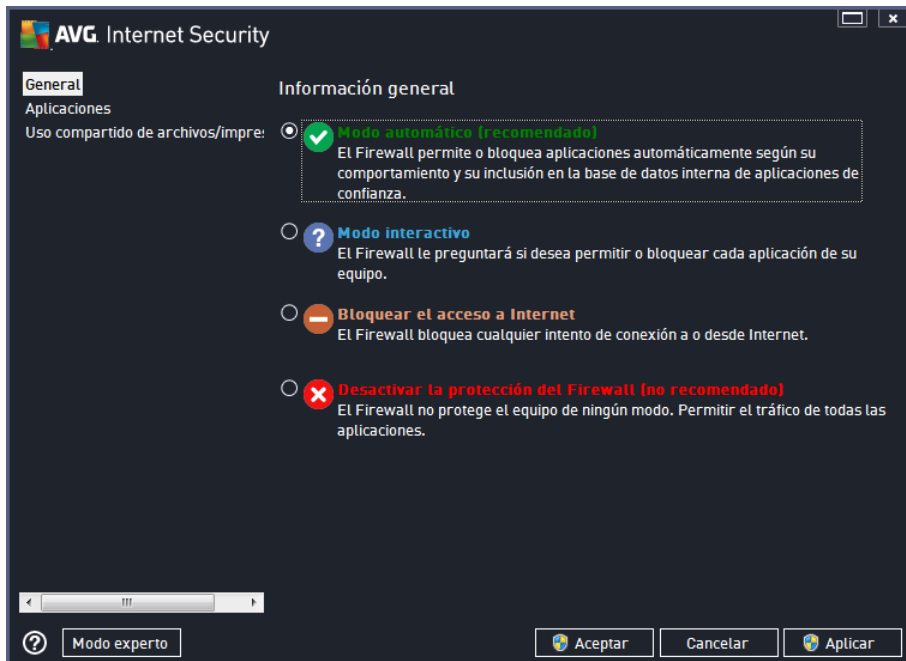 AVG. Internet Security
General
Aplicaciones
Uso compartido de archivos/impre
Información general
Modo automático (recomendado)
El Firewall permite o bloquea aplicaciones automáticamente según su
comportamiento y su inclusión en la base de datos interna de aplicaciones de
confianza.
Modo interactivo
El Firewall le preguntará si desea permitir o bloquear cada aplicación de su
equipo.
Bloquear el acceso a Internet
El Firewall bloquea cualquier intento de conexión a o desde Internet.
Desactivar la protección del Firewall (no recomendado)
El Firewall no protege el equipo de ningún modo. Permitir el tráfico de todas las
aplicaciones.
Modo experto
Aceptar
Cancelar
Aplicar